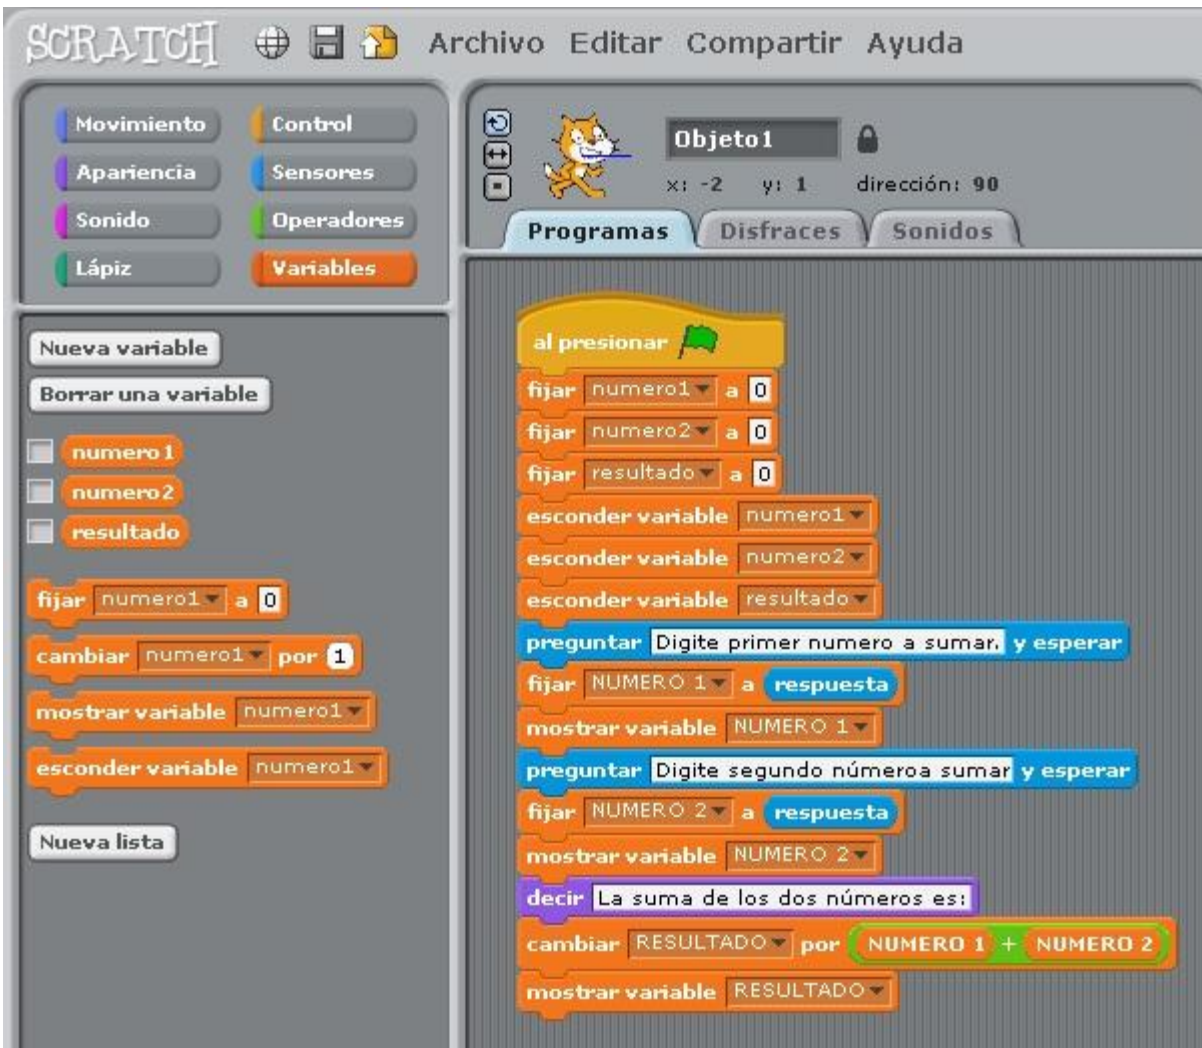 SCRATCH Archivo Editar Compartir Ayuda
Movimiento Control
Apariencia Sensores
Sonido Operadores
Lápiz Variables
Nueva variable
Borrar una variable
numero1
numero2
resultado
fijar numero1 a 0
cambiar numero1 por 1
mostrar variable numero1
esconder variable numero1
Nueva lista
Objeto1
x: -2 y: 1 dirección: 90
Programas Disfraces Sonidos
al presionar
fijar numero1 a 0
fijar numero2 a 0
fijar resultado a 0
esconder variable numero1
esconder variable numero2
esconder variable resultado
preguntar Digite primer numero a sumar. y esperar
fijar NUMERO 1 a respuesta
mostrar variable NUMERO 1
preguntar Digite segundo númeroa sumar y esperar
fijar NUMERO 2 a respuesta
mostrar variable NUMERO 2
decir La suma de los dos números es:
cambiar RESULTADO por NUMERO 1 + NUMERO 2
mostrar variable RESULTADO